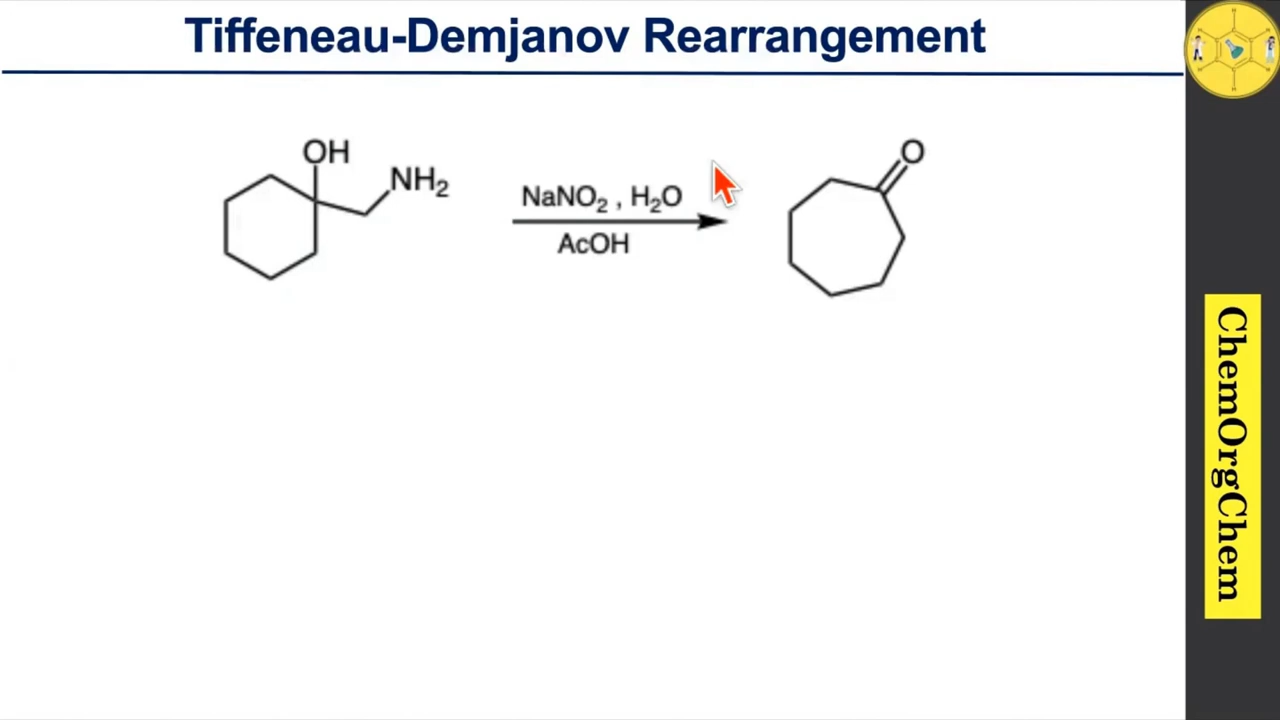 Tiffeneau-Demjanov Rearrangement
OH
NH₂
NaNO₂ , H₂O
AcOH
O
ChemOrgChem